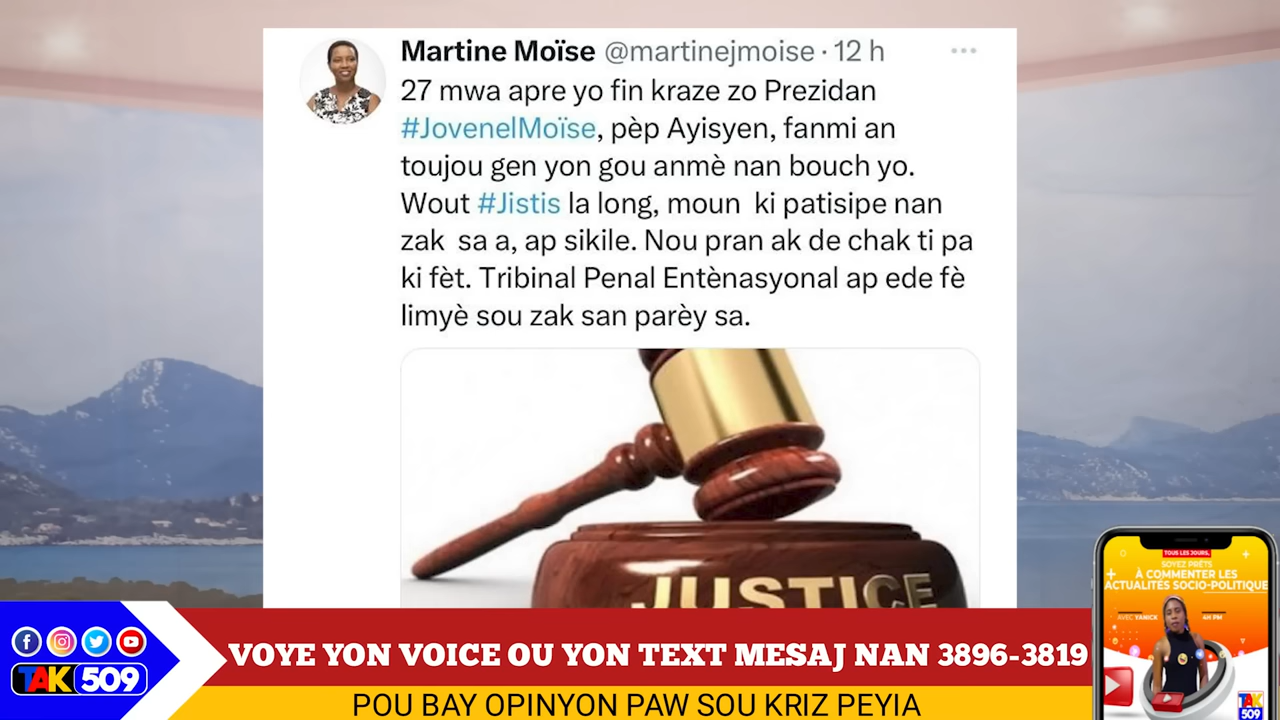 Martine Moïse @martinejmoise · 12 h
27 mwa apre yo fin kraze zo Prezidan
#JovenelMoïse, pèp Ayisyen, fanmi an
toujou gen yon gou anmè nan bouch yo.
Wout #Jistis la long, moun ki patisipe nan
zak sa a, ap sikile. Nou pran ak de chak ti pa
ki fèt. Tribinal Penal Entènasyonal ap ede fè
limyè sou zak san parèy sa.
JUSTICE
TAK 509
VOYE YON VOICE OU YON TEXT MESAJ NAN 3896-3819
POU BAY OPINYON PAW SOU KRIZ PEYIA
TOUS LES JOURS,
SOYEZ PRÊTS
À COMMENTER LES
ACTUALITÉS SOCIO-POLITIQUE
AVEC YANICK
4H PM
TAK
509